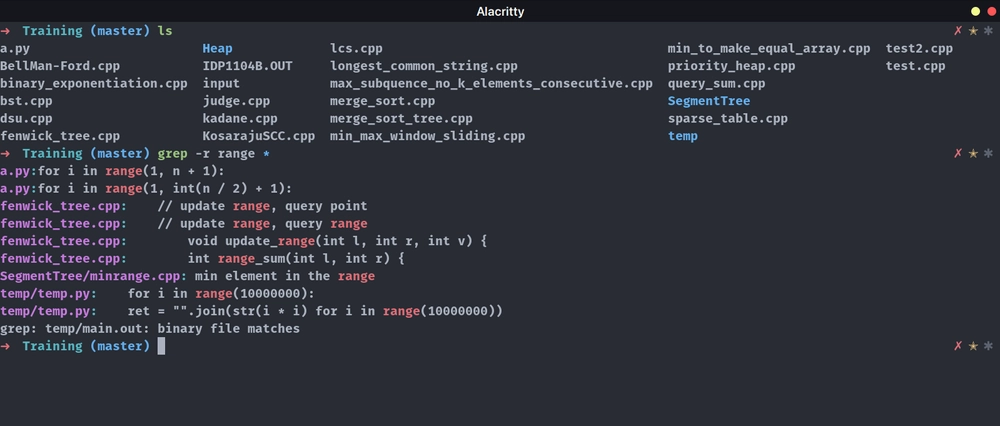 Alacritty
→ Training (master) ls ✗ ★ ✱
a.py Heap lcs.cpp min_to_make_equal_array.cpp test2.cpp
BellMan-Ford.cpp IDP1104B.OUT longest_common_string.cpp priority_heap.cpp test.cpp
binary_exponentiation.cpp input max_subquence_no_k_elements_consecutive.cpp query_sum.cpp
bst.cpp judge.cpp merge_sort.cpp SegmentTree
dsu.cpp kadane.cpp merge_sort_tree.cpp sparse_table.cpp
fenwick_tree.cpp KosarajuSCC.cpp min_max_window_sliding.cpp temp
→ Training (master) grep -r range * ✗ ★ ✱
a.py:for i in range(1, n + 1):
a.py:for i in range(1, int(n / 2) + 1):
fenwick_tree.cpp:    // update range, query point
fenwick_tree.cpp:    // update range, query range
fenwick_tree.cpp:        void update_range(int l, int r, int v) {
fenwick_tree.cpp:        int range_sum(int l, int r) {
SegmentTree/minrange.cpp: min element in the range
temp/temp.py:    for i in range(10000000):
temp/temp.py:    ret = "".join(str(i * i) for i in range(10000000))
grep: temp/main.out: binary file matches
→ Training (master) ✗ ★ ✱